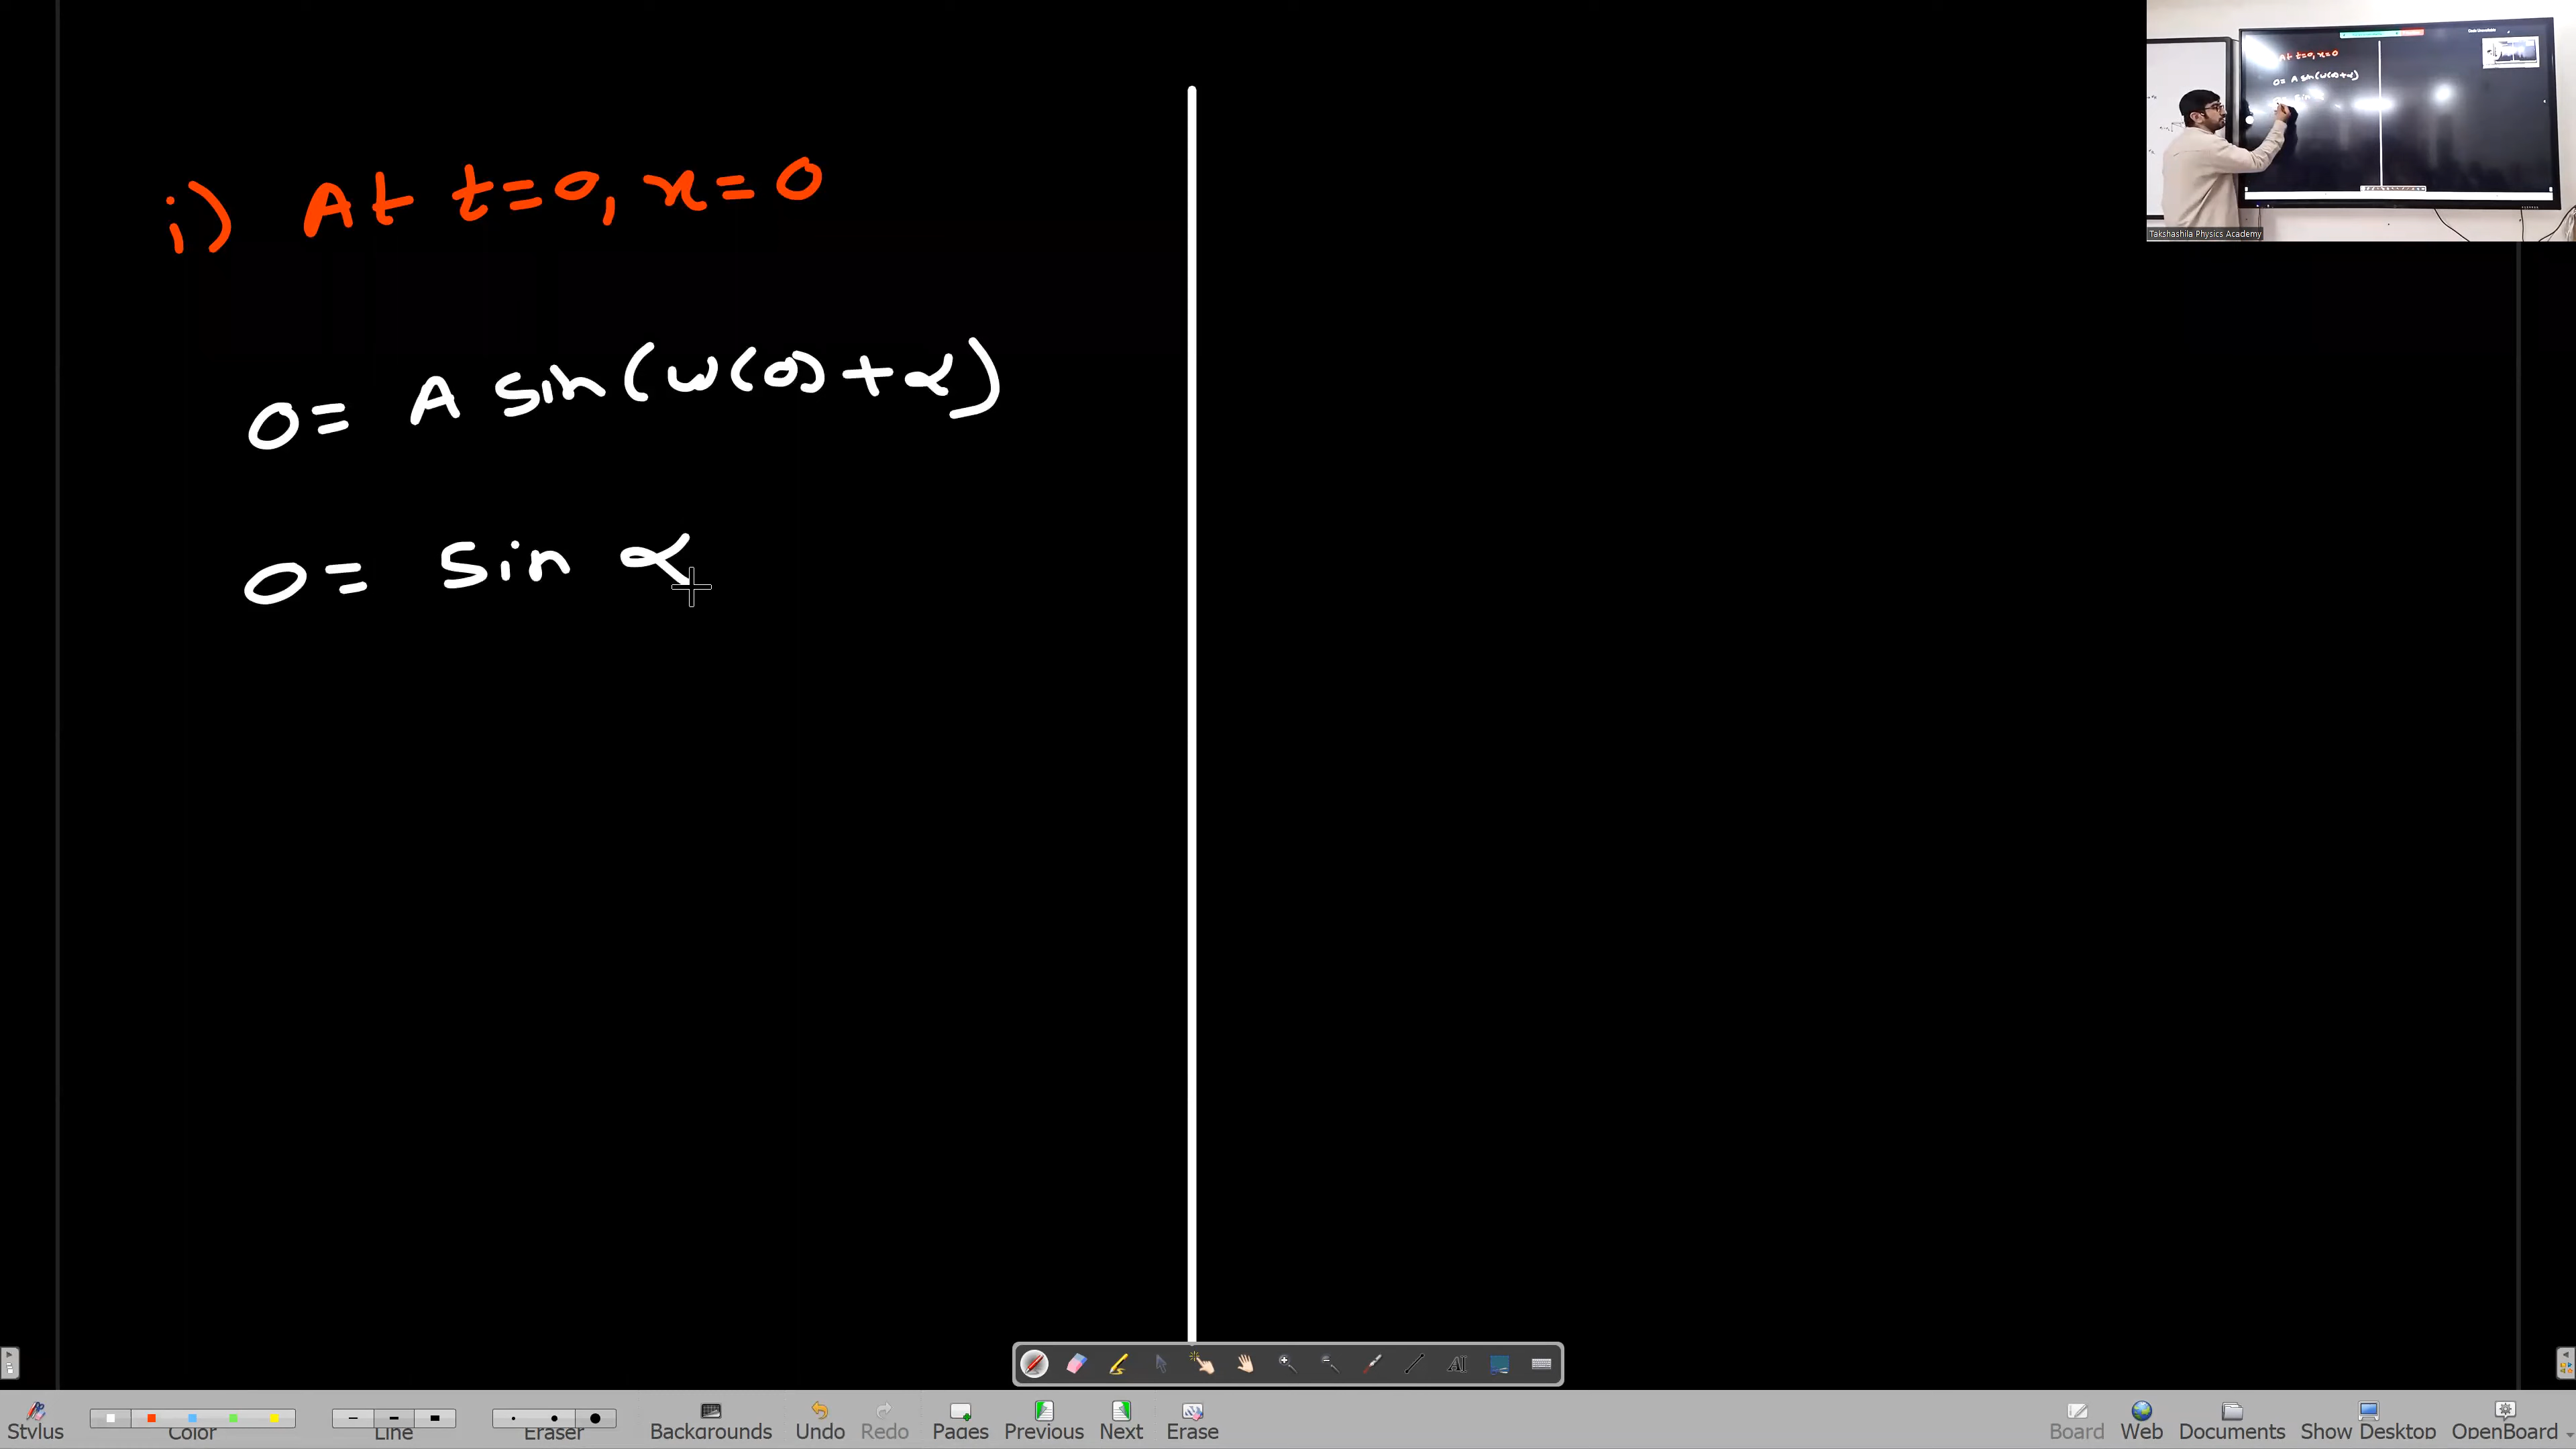 i) At t=0, x=0
0= A sin(ω(0)+α)
0= sin α
Takshashila Physics Academy
Stylus
Color
Line
Eraser
Backgrounds
Undo
Redo
Pages
Previous
Next
Erase
Board
Web
Documents
Show Desktop
OpenBoard